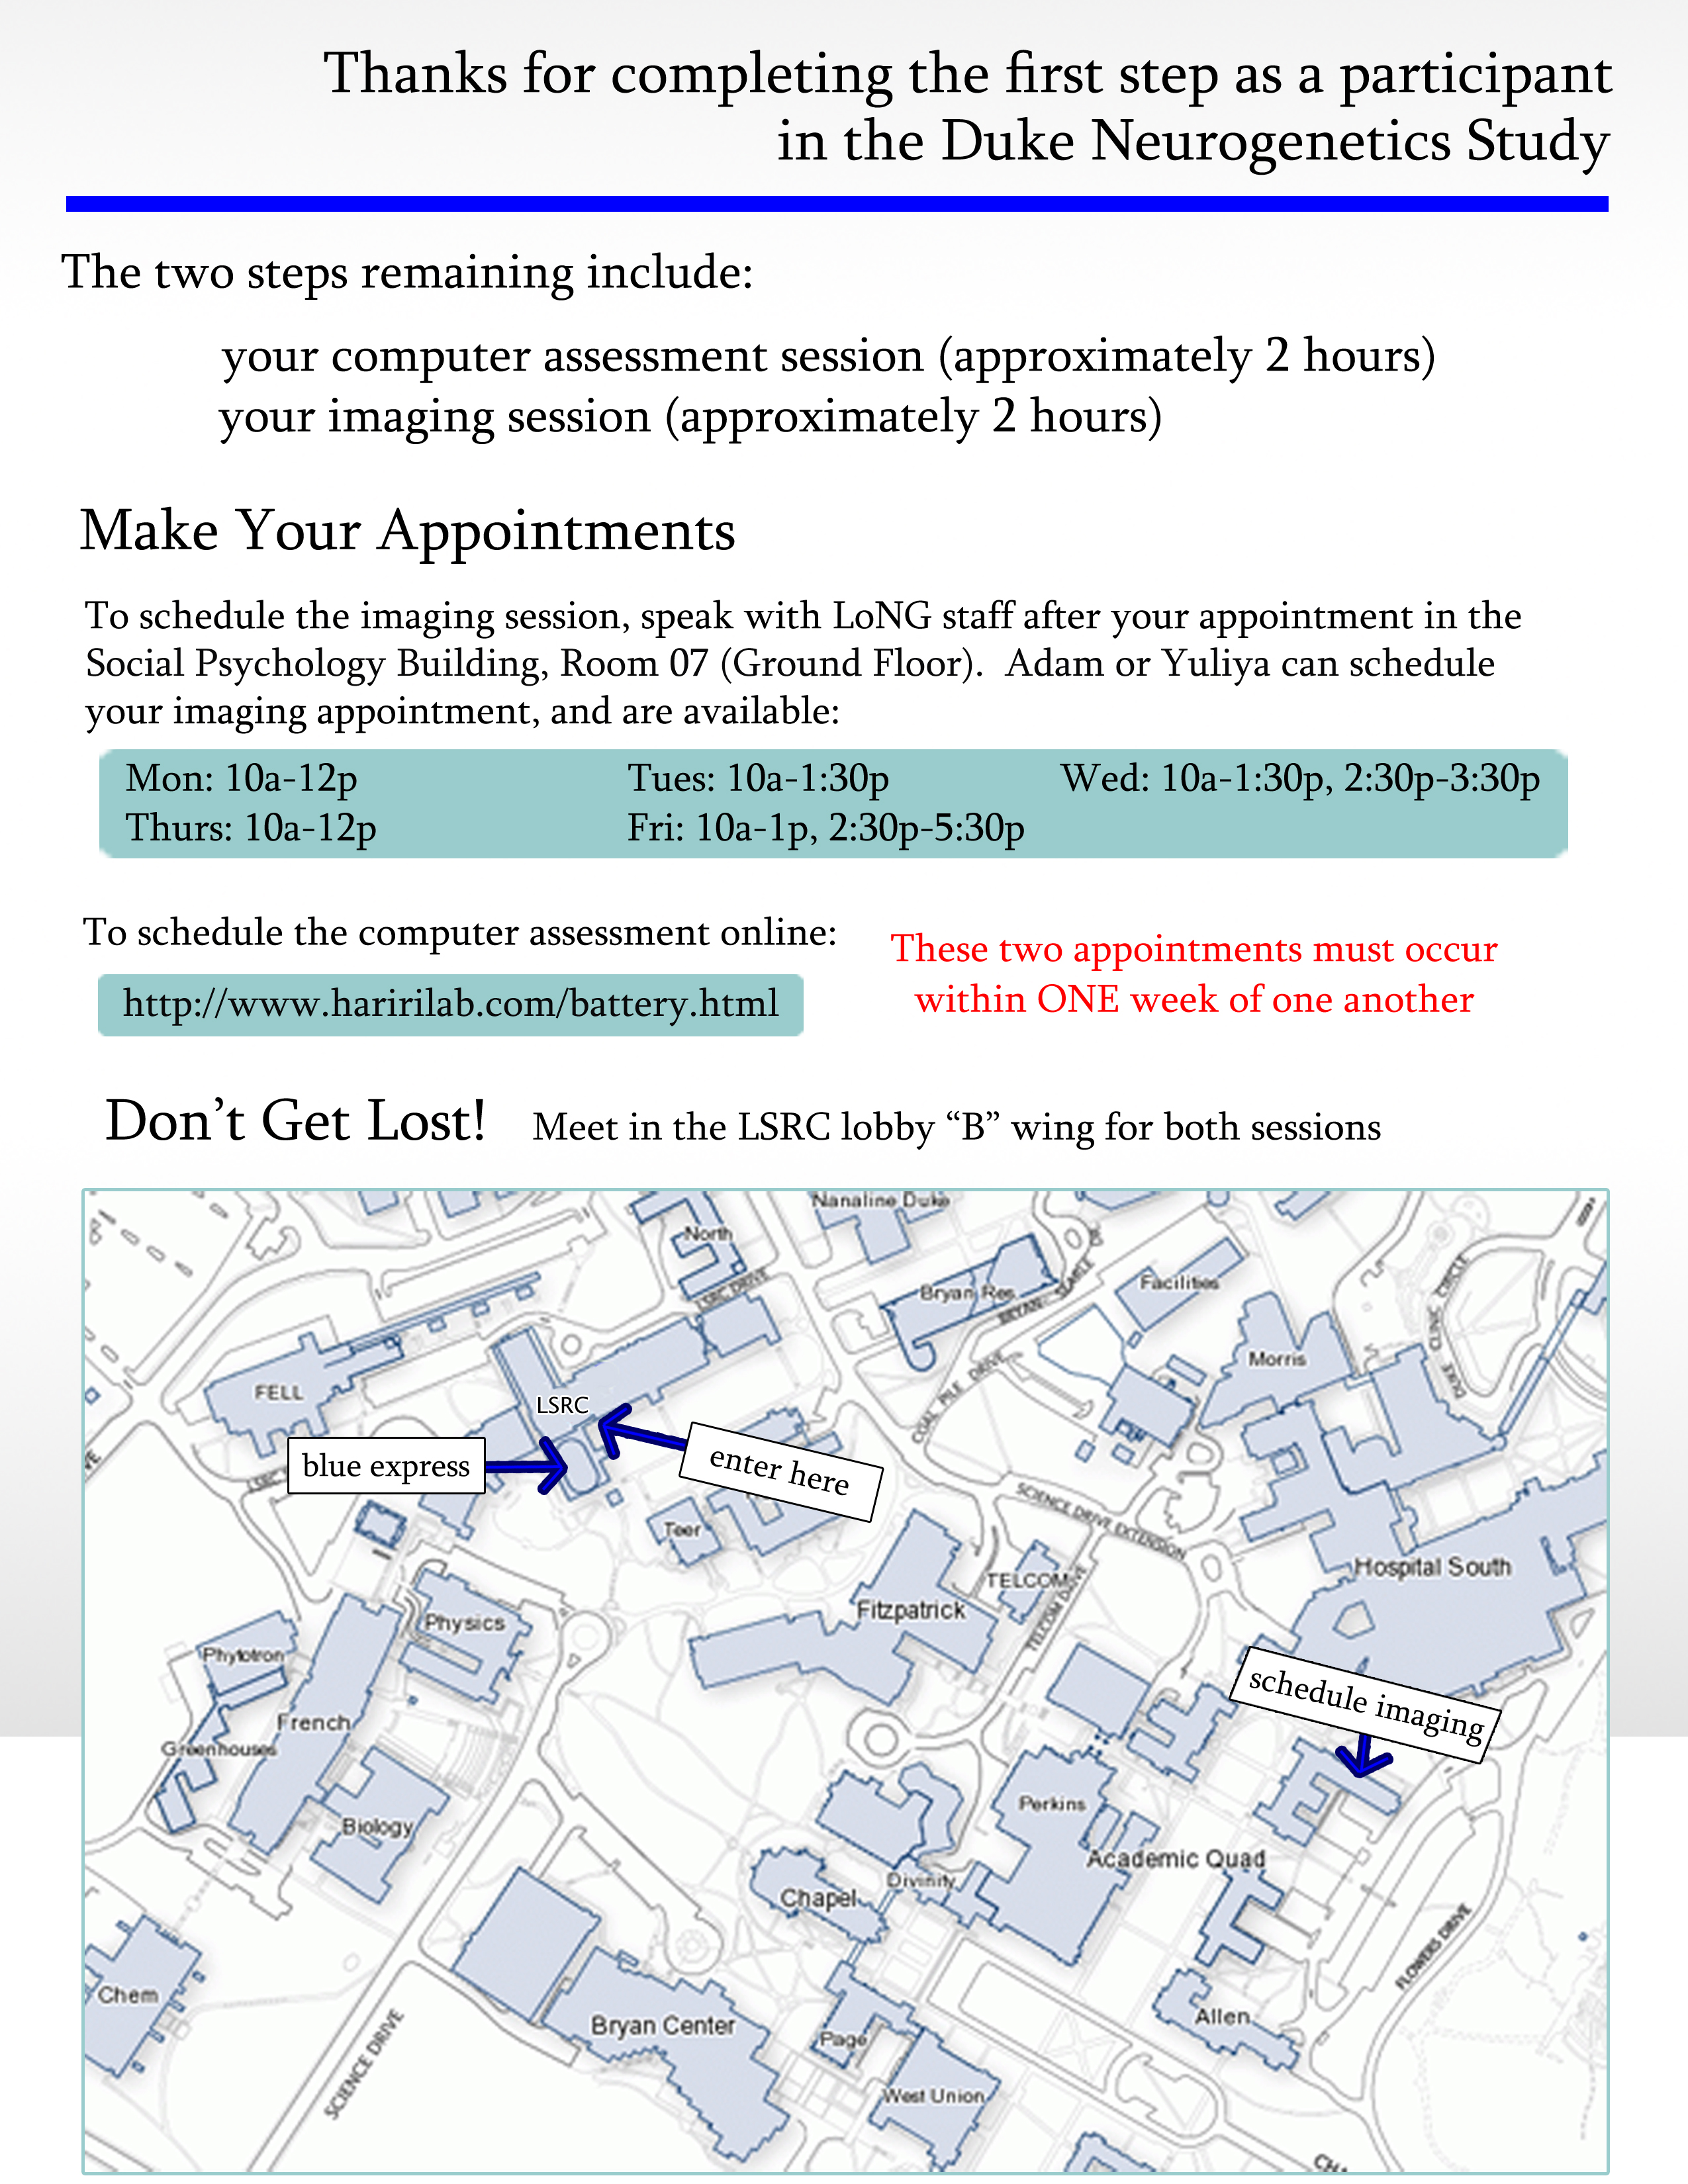 Thanks for completing the first step as a participant
in the Duke Neurogenetics Study
The two steps remaining include:
your computer assessment session (approximately 2 hours)
your imaging session (approximately 2 hours)
Make Your Appointments
To schedule the imaging session, speak with LoNG staff after your appointment in the
Social Psychology Building, Room 07 (Ground Floor).  Adam or Yuliya can schedule
your imaging appointment, and are available:
Mon: 10a-12p Tues: 10a-1:30p Wed: 10a-1:30p, 2:30p-3:30p
Thurs: 10a-12p Fri: 10a-1p, 2:30p-5:30p
To schedule the computer assessment online:
http://www.haririlab.com/battery.html
These two appointments must occur
within ONE week of one another
Don’t Get Lost! Meet in the LSRC lobby “B” wing for both sessions
Nanaline Duke
North
LSRC DRIVE
Bryan Res
BRYAN
Facilities
CLINIC CIRCLE
DUKE
Morris
COAL PILE DRIVE
FELL
LSRC
blue express
enter here
LSRC
Teer
SCIENCE DRIVE EXTENSION
Hospital South
TELCOM
TELCOM DRIVE
Fitzpatrick
Physics
Phytotron
schedule imaging
French
Greenhouses
Perkins
Biology
Academic Quad
Divinity
Chapel
FLOWERS DRIVE
Chem
Allen
Bryan Center
Page
SCIENCE DRIVE
West Union